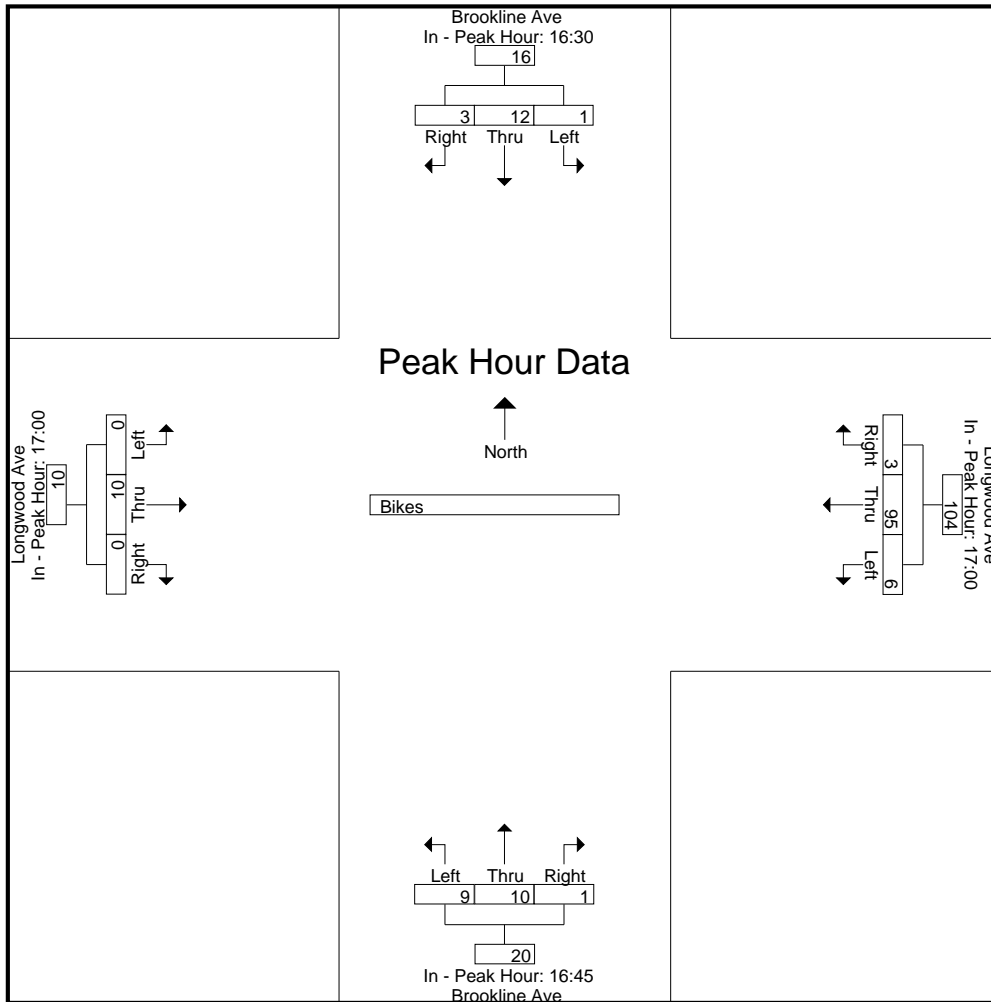 Brookline Ave
In - Peak Hour: 16:30
16
3 12 1
Right Thru Left
Peak Hour Data
North
Bikes
Longwood Ave
In - Peak Hour: 17:00
10
0 10 0
Left Thru Right
Longwood Ave
In - Peak Hour: 17:00
104
3 95 6
Right Thru Left
Left Thru Right
9 10 1
20
In - Peak Hour: 16:45
Brookline Ave